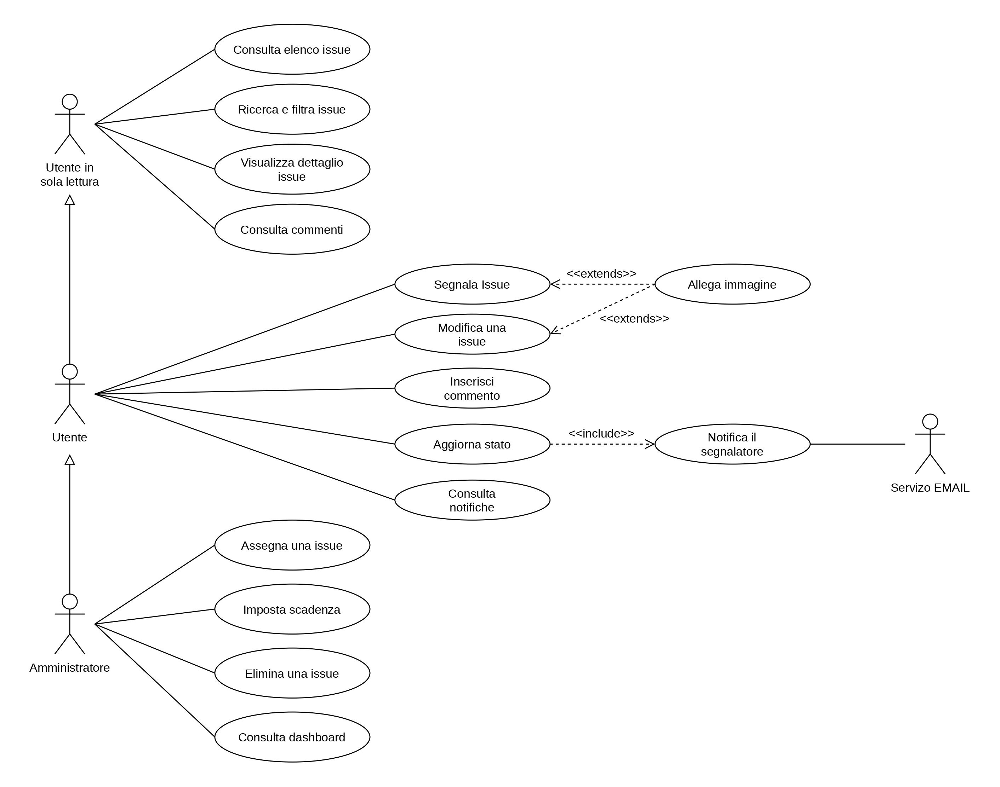 Consulta elenco issue
Ricerca e filtra issue
Visualizza dettaglio
issue
Utente in
sola lettura
Consulta commenti
Segnala Issue
<<extends>>
Allega immagine
Modifica una
issue
<<extends>>
Inserisci
commento
Utente
Aggiorna stato
<<include>>
Notifica il
segnalatore
Servizo EMAIL
Consulta
notifiche
Assegna una issue
Imposta scadenza
Amministratore
Elimina una issue
Consulta dashboard